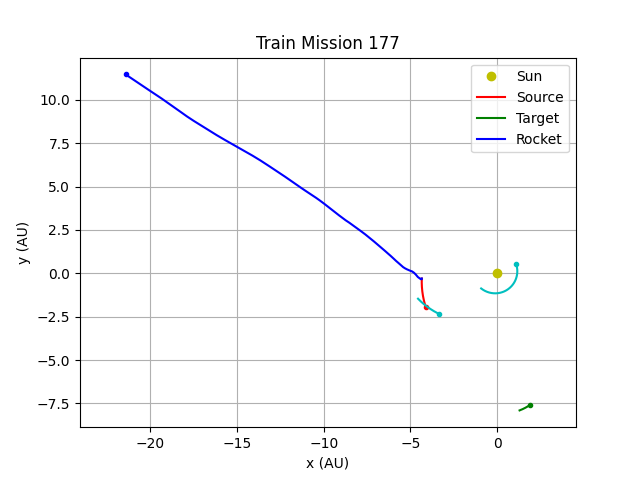 Train Mission 177
Sun
Source
Target
Rocket
10.0
7.5
5.0
2.5
0.0
−2.5
−5.0
−7.5
y (AU)
−20
−15
−10
−5
0
x (AU)